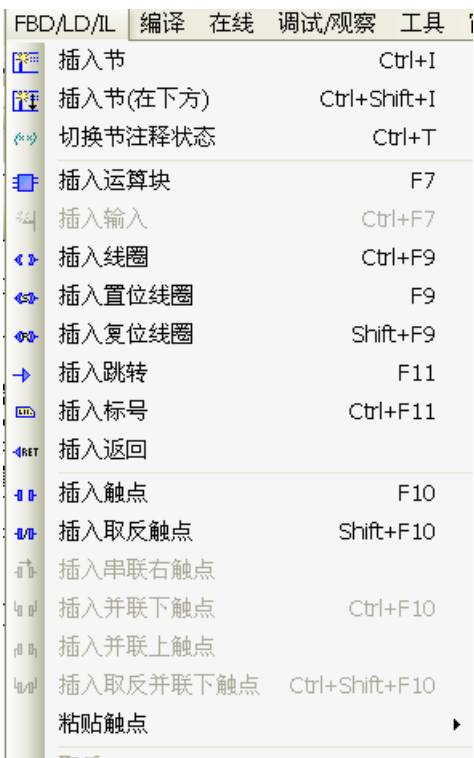 FBD/LD/IL 编译 在线 调试/观察 工具
插入节 Ctrl+I
插入节(在下方) Ctrl+Shift+I
切换节注释状态 Ctrl+T
插入运算块 F7
插入输入 Ctrl+F7
插入线圈 Ctrl+F9
插入置位线圈 F9
插入复位线圈 Shift+F9
插入跳转 F11
插入标号 Ctrl+F11
RET 插入返回
插入触点 F10
插入取反触点 Shift+F10
插入串联右触点
插入并联下触点 Ctrl+F10
插入并联上触点
插入取反并联下触点 Ctrl+Shift+F10
粘贴触点